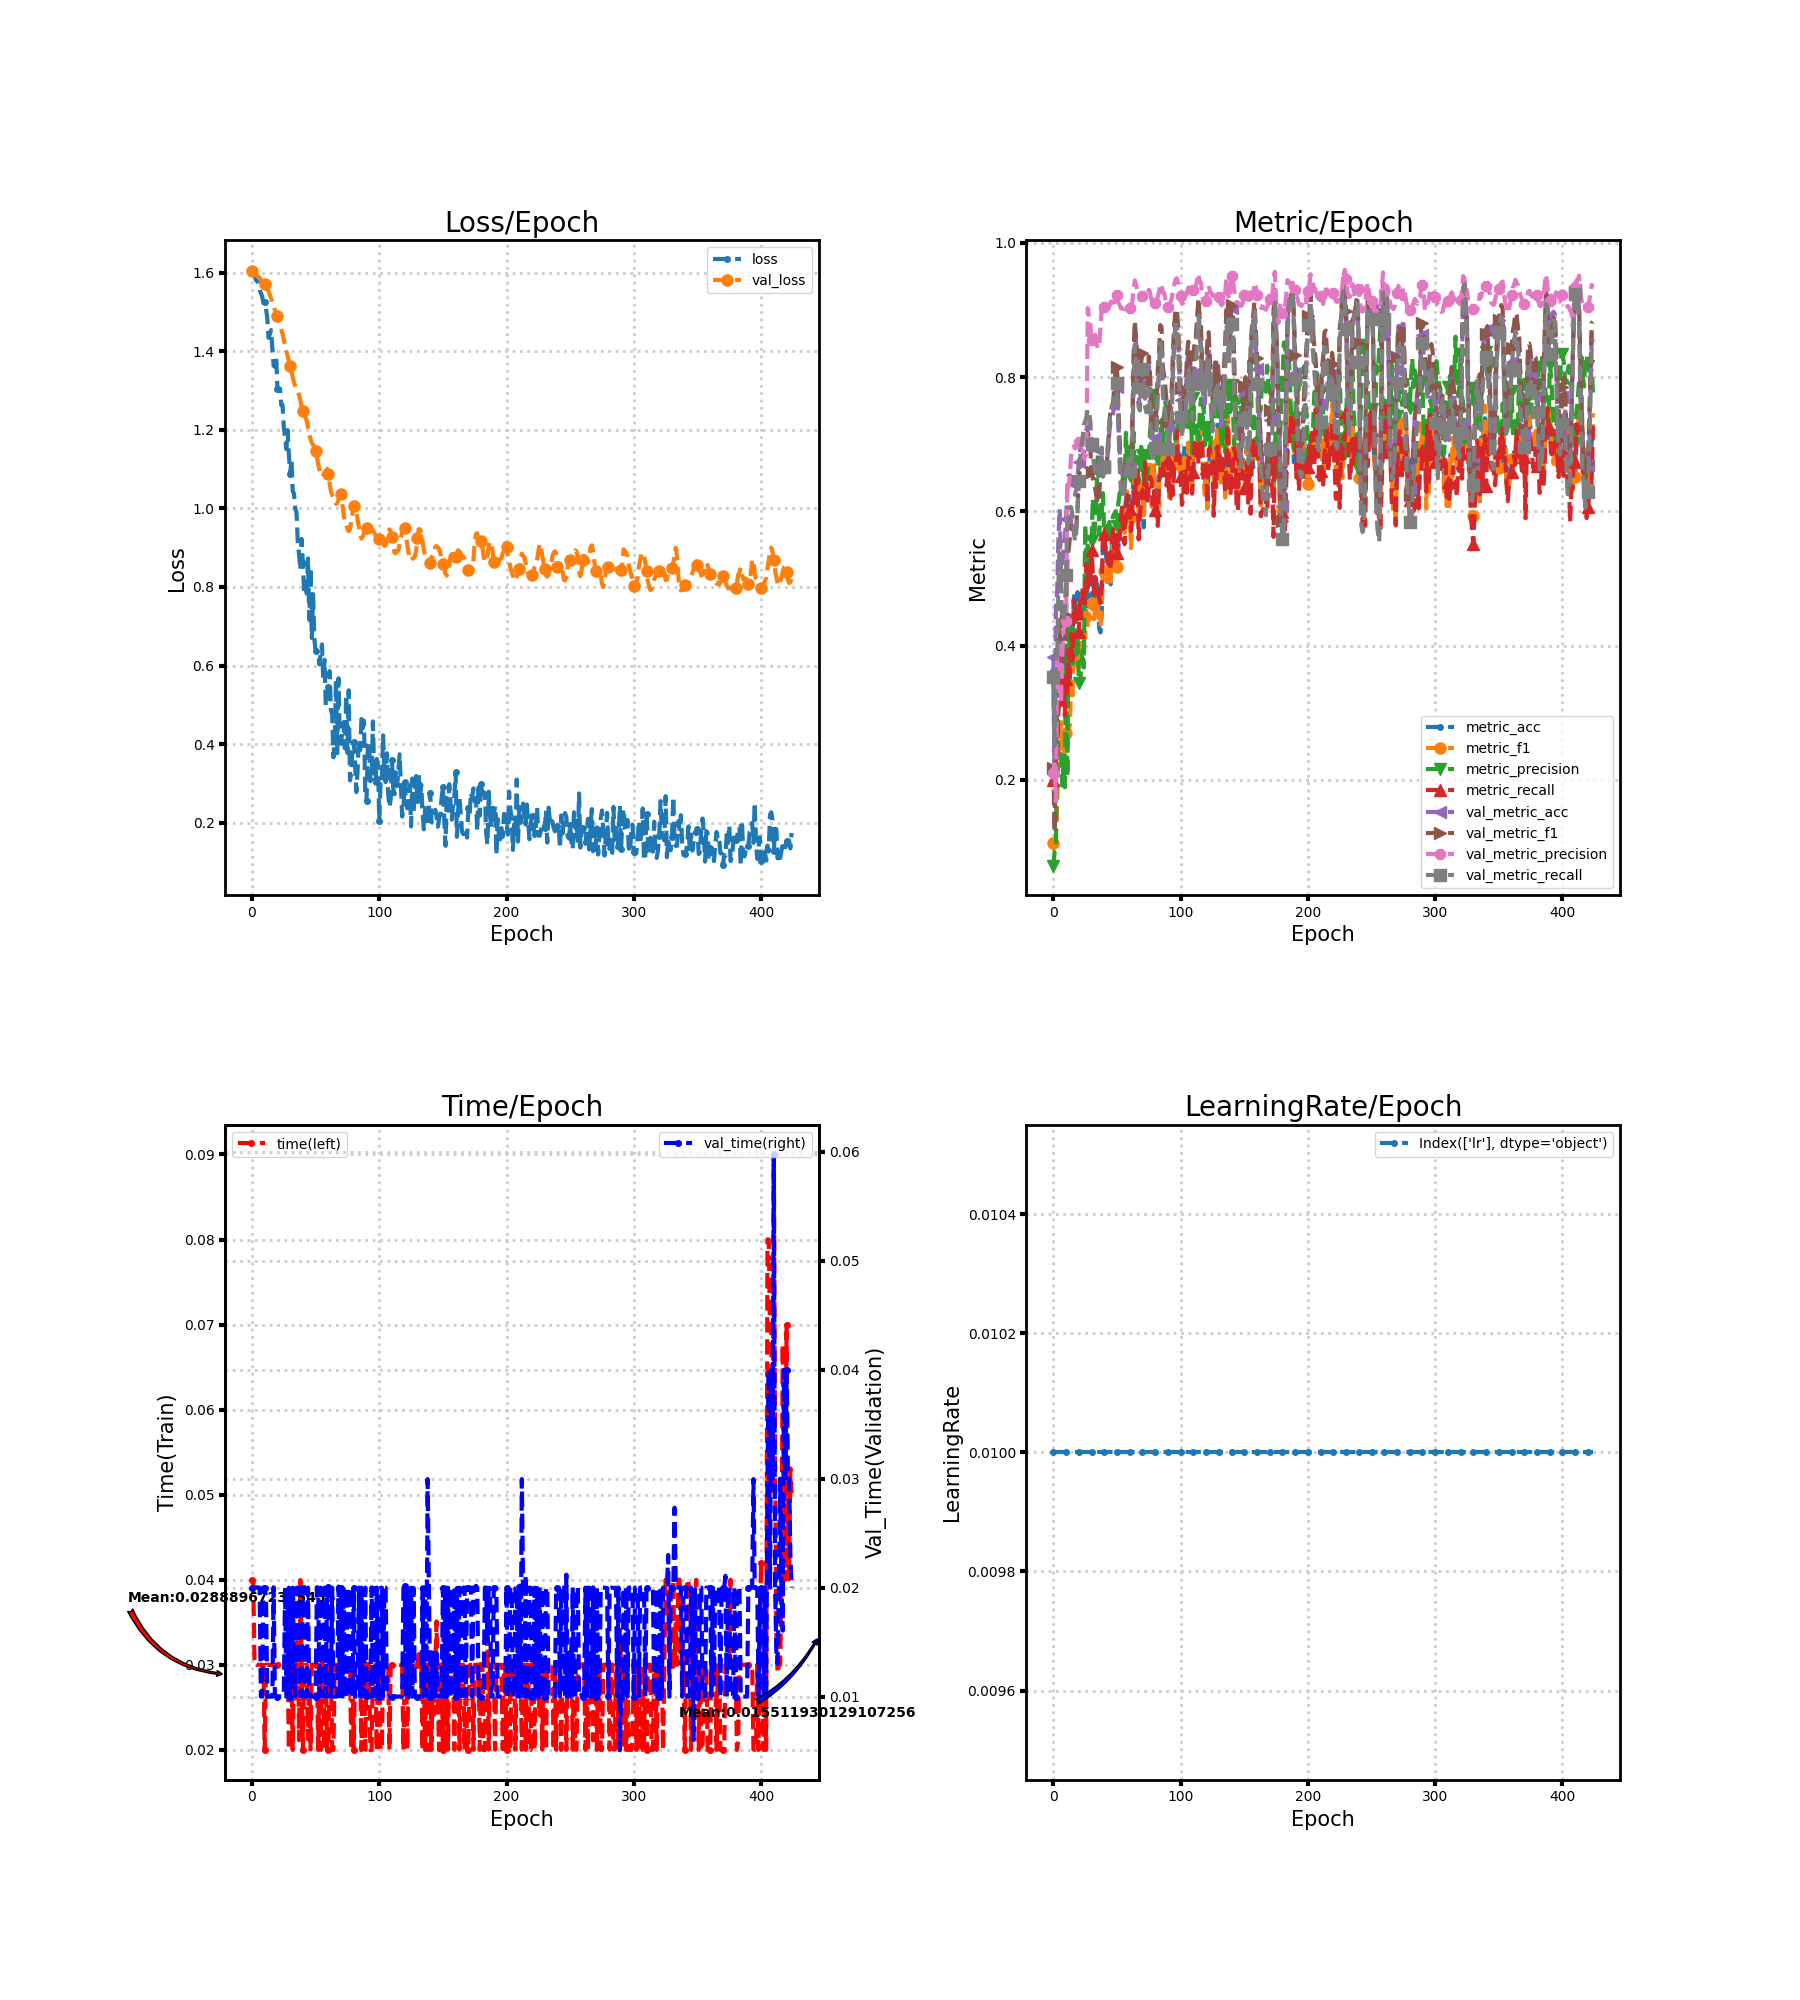 Loss/Epoch
1.6
1.4
1.2
1.0
0.8
0.6
0.4
0.2
Loss
loss
val_loss
0
100
200
300
400
Epoch
Metric/Epoch
1.0
0.8
0.6
0.4
0.2
Metric
metric_acc
metric_f1
metric_precision
metric_recall
val_metric_acc
val_metric_f1
val_metric_precision
val_metric_recall
0
100
200
300
400
Epoch
Time/Epoch
time(left)
val_time(right)
0.09
0.08
0.07
0.06
0.05
0.04
0.03
0.02
Time(Train)
0.06
0.05
0.04
0.03
0.02
0.01
Val_Time(Validation)
Mean:0.015511930129107256
0
100
200
300
400
Epoch
LearningRate/Epoch
Index(['lr'], dtype='object')
0.0104
0.0102
0.0100
0.0098
0.0096
LearningRate
0
100
200
300
400
Epoch